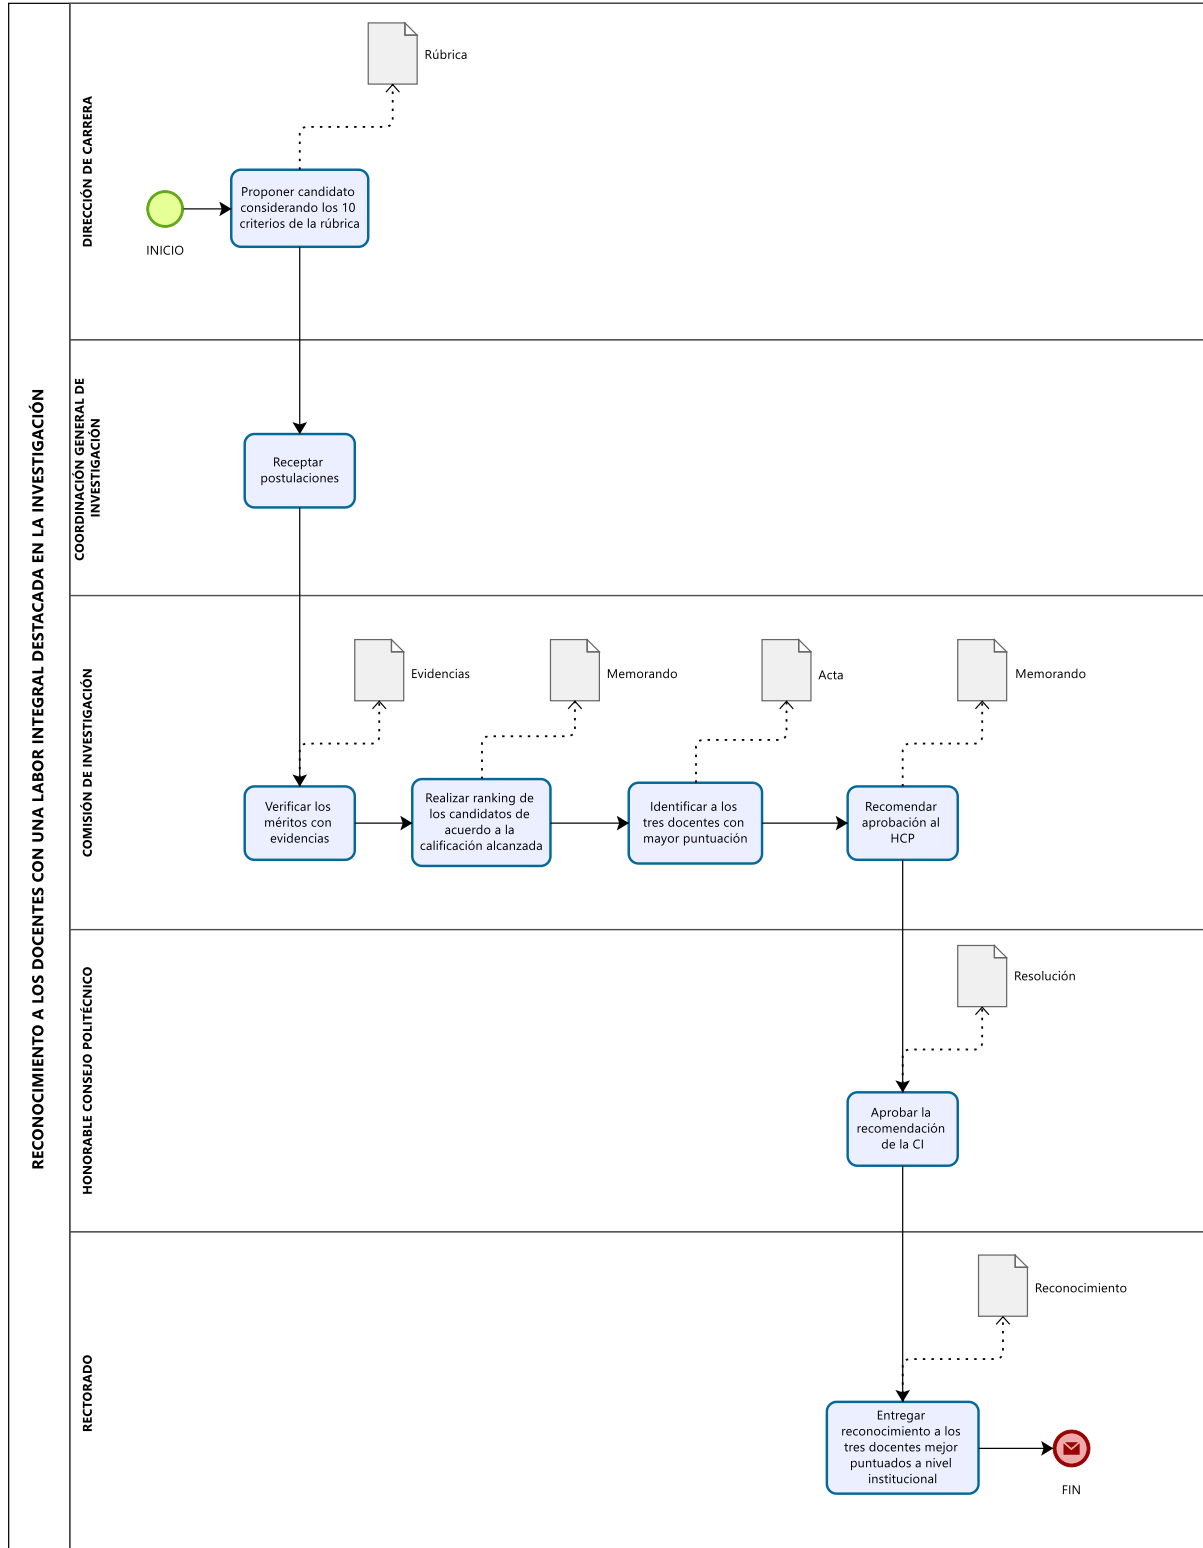 RECONOCIMIENTO A LOS DOCENTES CON UNA LABOR INTEGRAL DESTACADA EN LA INVESTIGACIÓN
DIRECCIÓN DE CARRERA
Rúbrica
INICIO
Proponer candidato
considerando los 10
criterios de la rúbrica
COORDINACIÓN GENERAL DE
INVESTIGACIÓN
Receptar
postulaciones
COMISIÓN DE INVESTIGACIÓN
Evidencias
Memorando
Acta
Memorando
Verificar los
méritos con
evidencias
Realizar ranking de
los candidatos de
acuerdo a la
calificación alcanzada
Identificar a los
tres docentes con
mayor puntuación
Recomendar
aprobación al
HCP
HONORABLE CONSEJO POLITÉCNICO
Resolución
Aprobar la
recomendación
de la CI
RECTORADO
Reconocimiento
Entregar
reconocimiento a los
tres docentes mejor
puntuados a nivel
institucional
FIN